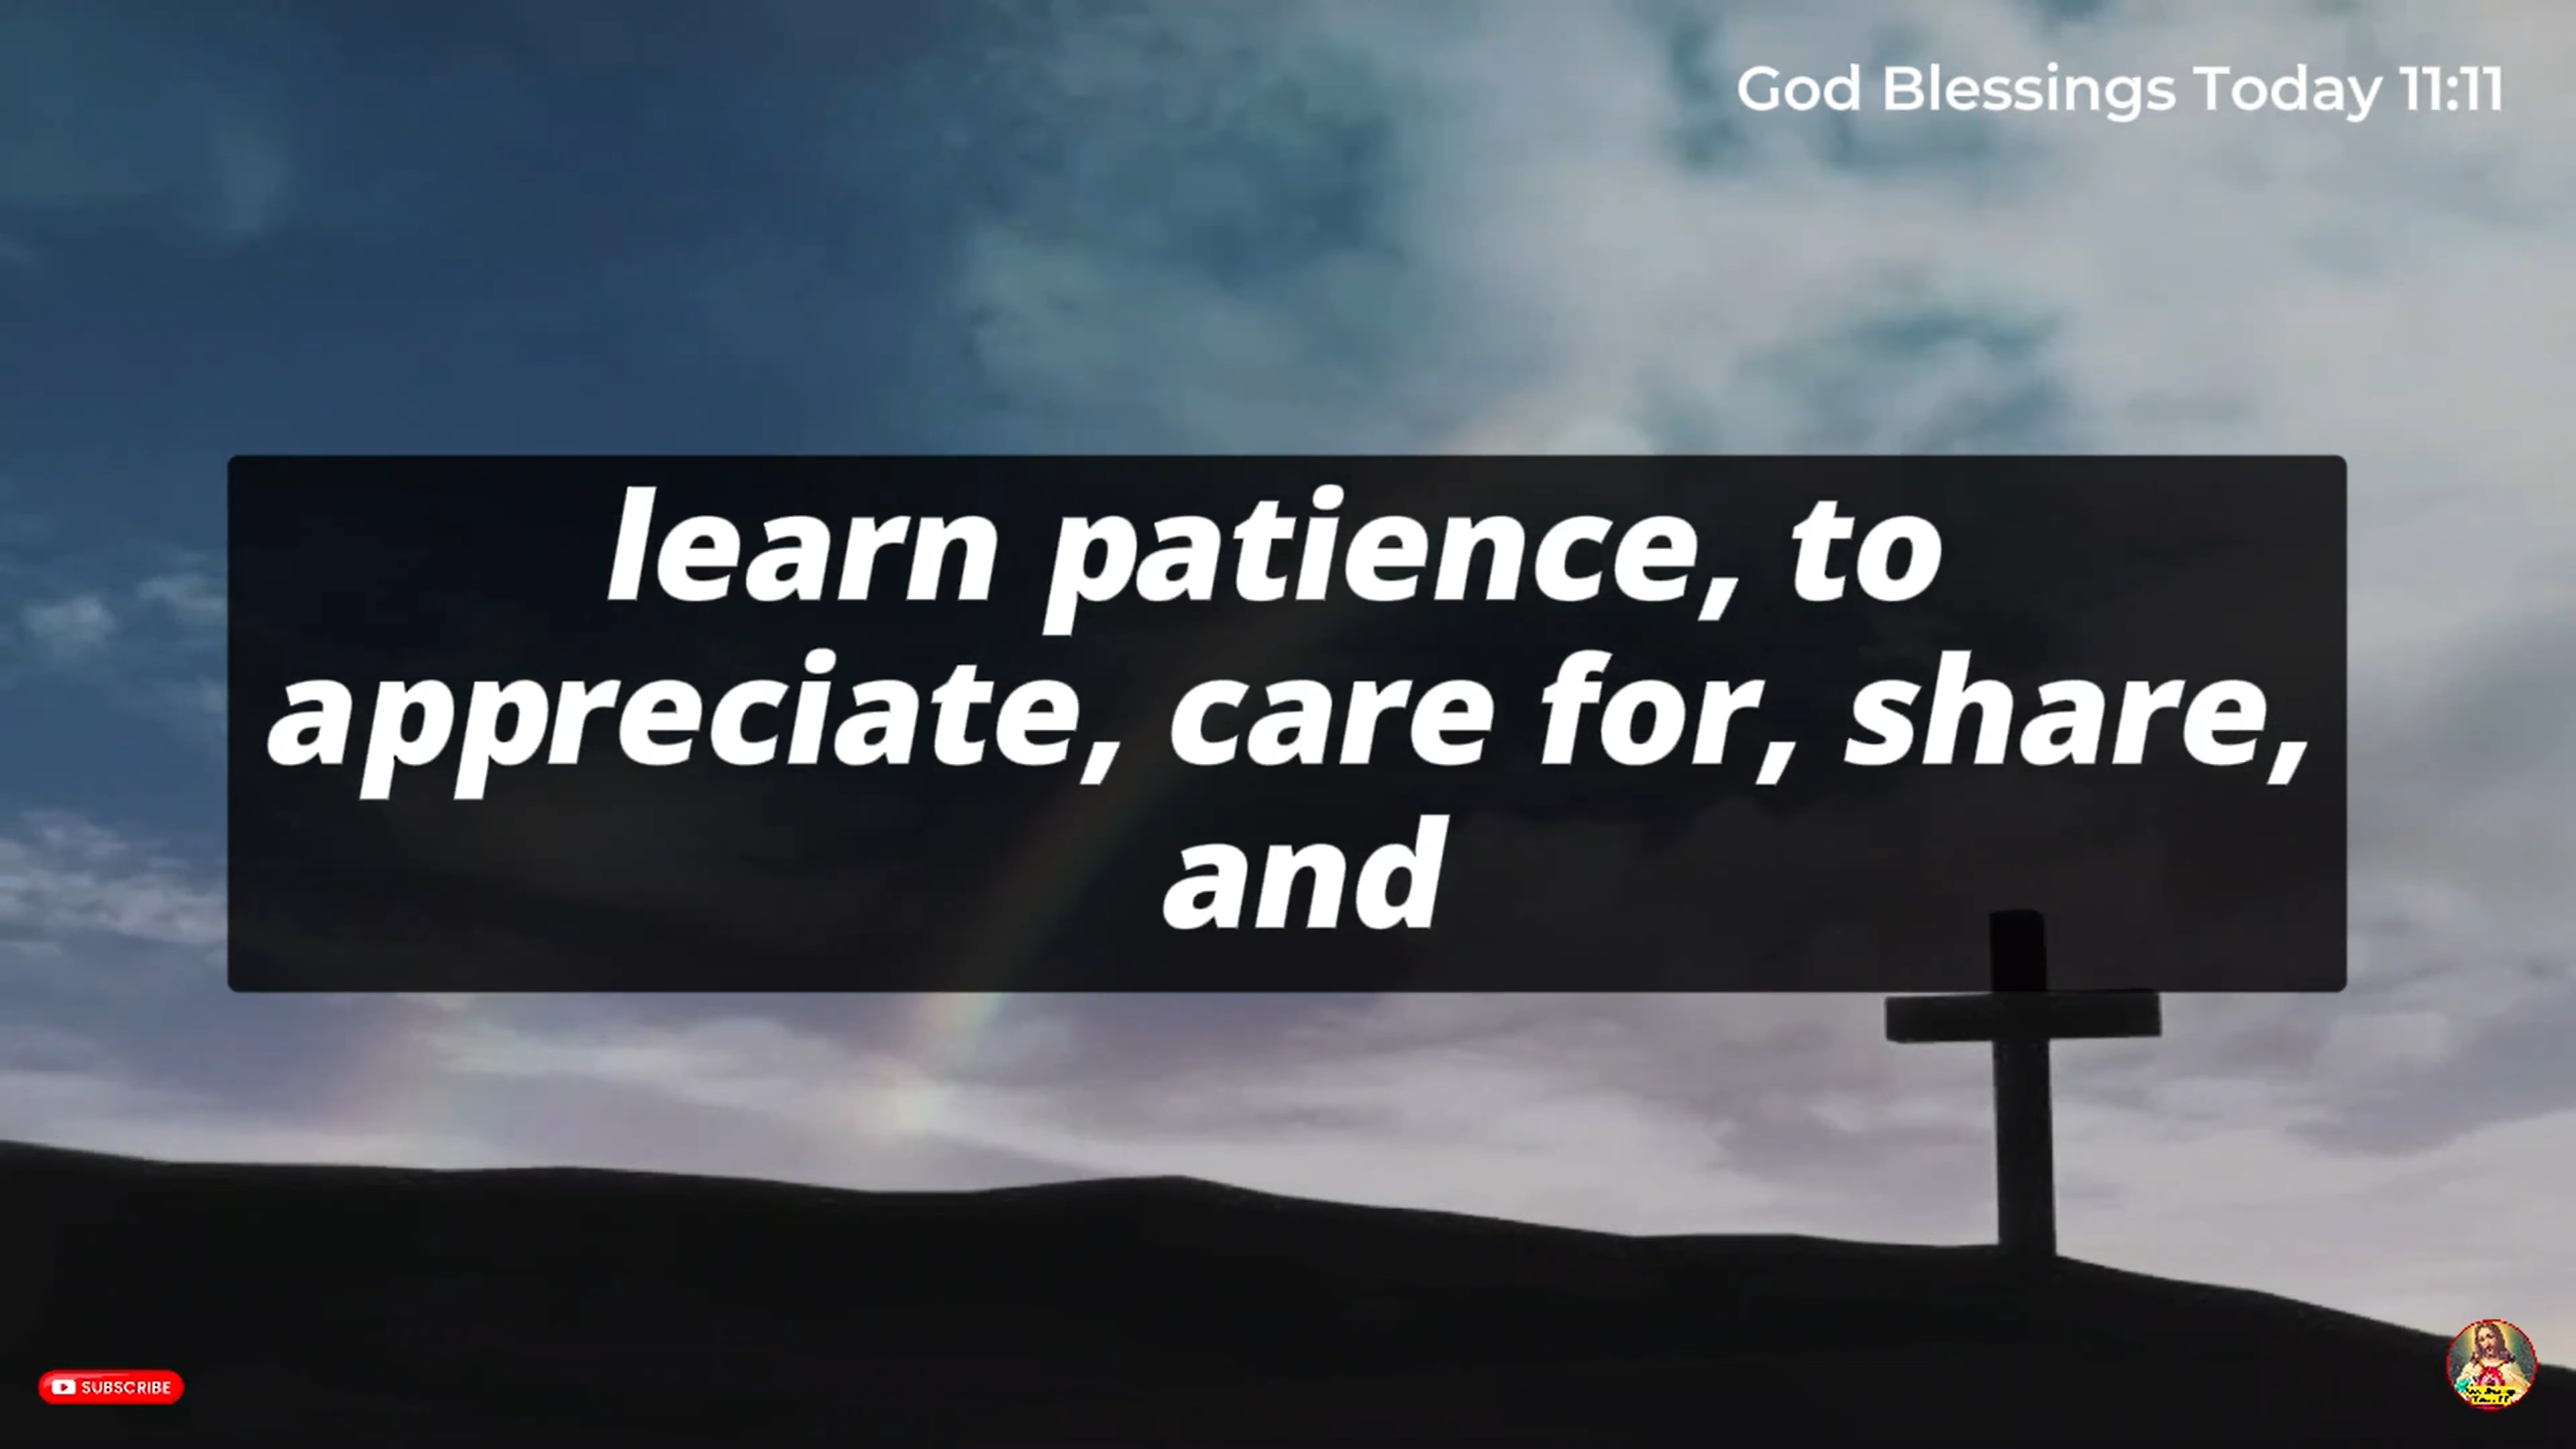 God Blessings Today 11:11
learn patience, to
appreciate, care for, share,
and
SUBSCRIBE